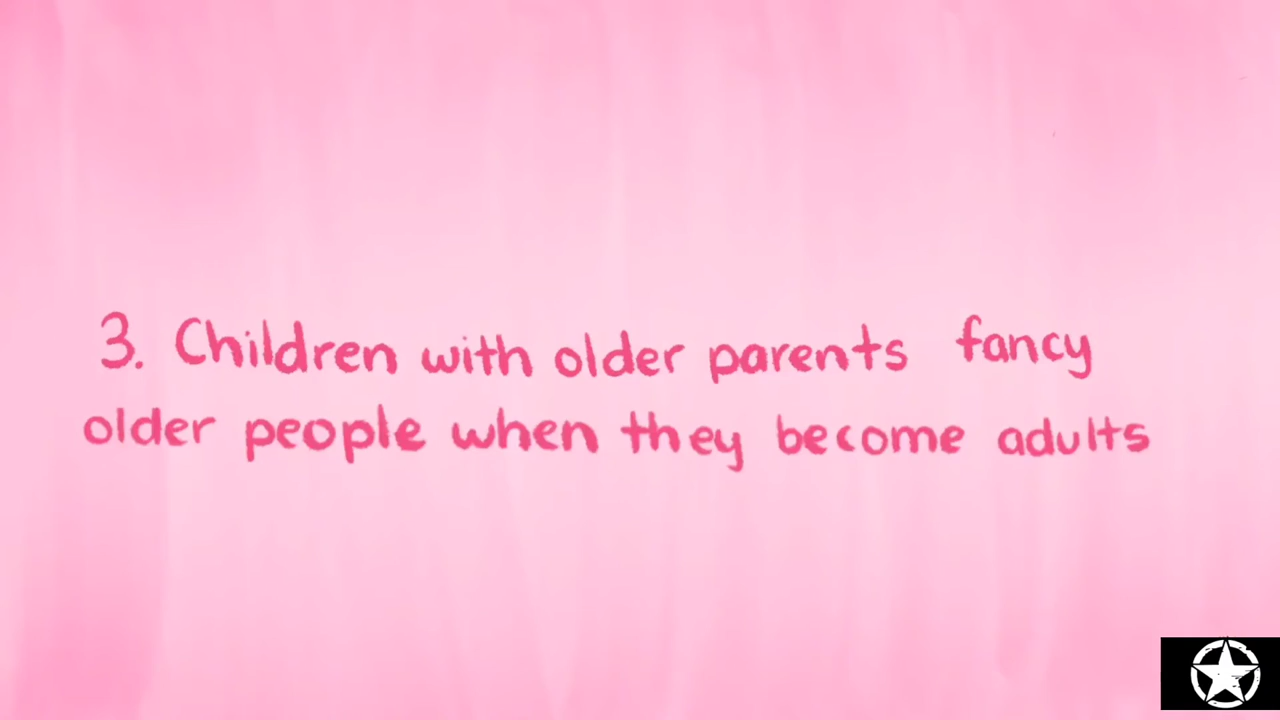 3. Children with older parents fancy
older people when they become adults